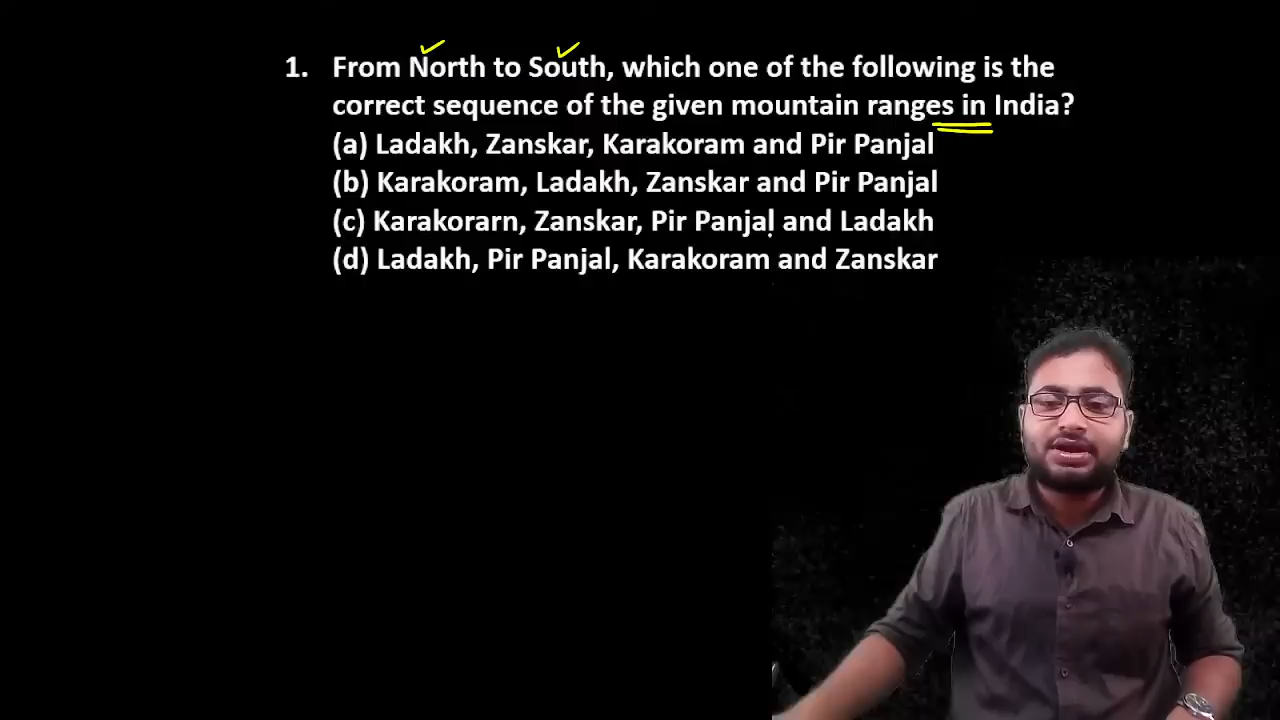 1. From North to South, which one of the following is the
correct sequence of the given mountain ranges in India?
(a) Ladakh, Zanskar, Karakoram and Pir Panjal
(b) Karakoram, Ladakh, Zanskar and Pir Panjal
(c) Karakorarn, Zanskar, Pir Panjal and Ladakh
(d) Ladakh, Pir Panjal, Karakoram and Zanskar